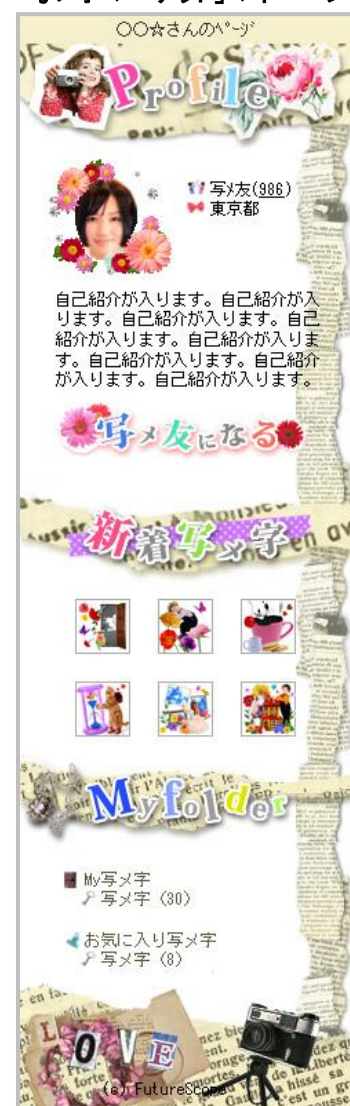 〇〇☆さんのページ
Profile
写メ友(986)
東京都
自己紹介が入ります。自己紹介が入
ります。自己紹介が入ります。自己
紹介が入ります。自己紹介が入りま
す。自己紹介が入ります。自己紹介
が入ります。自己紹介が入ります。
写メ友になる
新着写メ字
Myfolder
My写メ字
写メ字 (30)
お気に入り写メ字
写メ字 (8)
LOVE
(c) FutureScope